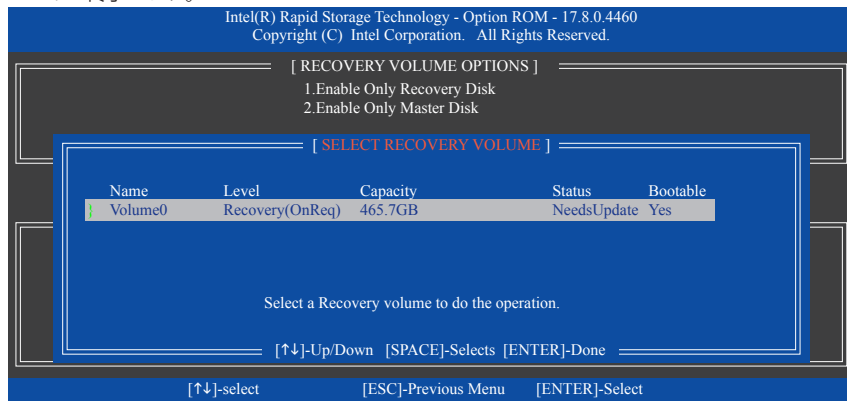 Intel(R) Rapid Storage Technology - Option ROM - 17.8.0.4460
Copyright (C) Intel Corporation. All Rights Reserved.
[ RECOVERY VOLUME OPTIONS ]
1.Enable Only Recovery Disk
2.Enable Only Master Disk
[ SELECT RECOVERY VOLUME ]
Name Level Capacity Status Bootable
Volume0 Recovery(OnReq) 465.7GB NeedsUpdate Yes
Select a Recovery volume to do the operation.
[↑↓]-Up/Down [SPACE]-Selects [ENTER]-Done
[↑↓]-select [ESC]-Previous Menu [ENTER]-Select